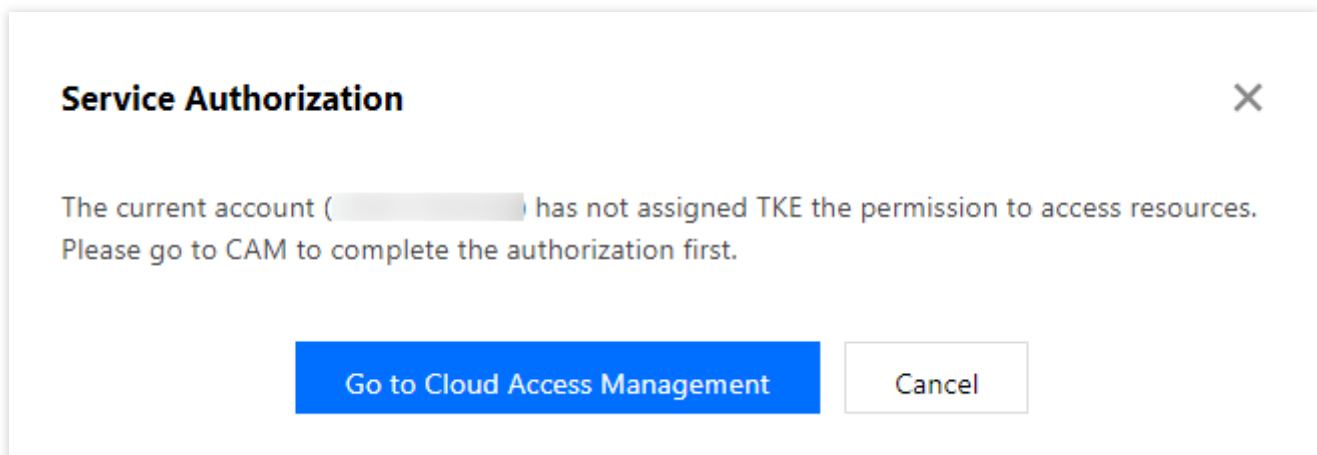 Service Authorization
The current account ( ) has not assigned TKE the permission to access resources.
Please go to CAM to complete the authorization first.
Go to Cloud Access Management
Cancel